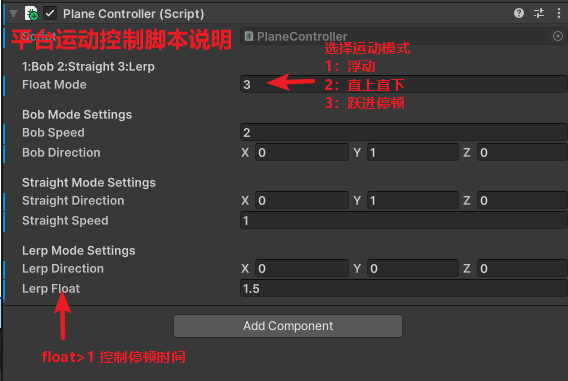 Plane Controller (Script)
平台运动控制脚本说明
Script
PlaneController
选择运动模式
1:Bob 2:Straight 3:Lerp
1：浮动
Float Mode 3
2：直上直下
3：跃进停顿
Bob Mode Settings
Bob Speed 2
Bob Direction X 0 Y 1 Z 0
Straight Mode Settings
Straight Direction X 0 Y 1 Z 0
Straight Speed 1
Lerp Mode Settings
Lerp Direction X 0 Y 0 Z 0
Lerp Float 1.5
Add Component
float>1 控制停顿时间